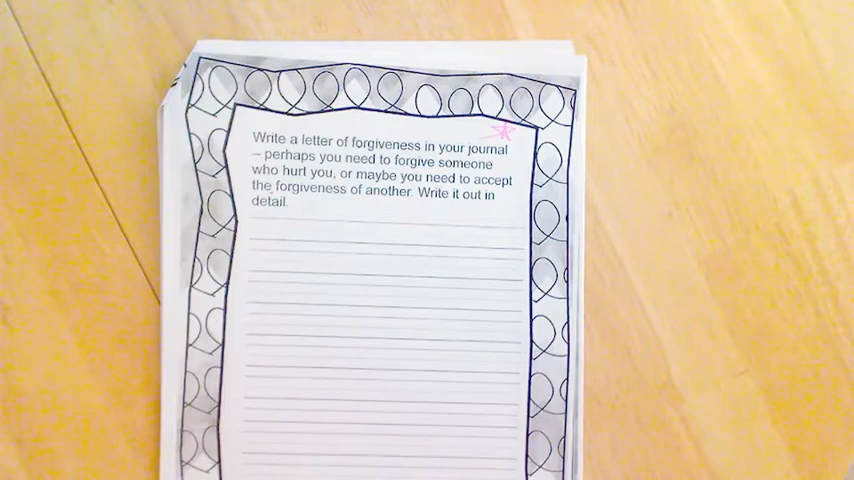 Write a letter of forgiveness in your journal
– perhaps you need to forgive someone
who hurt you, or maybe you need to accept
the forgiveness of another. Write it out in
detail.